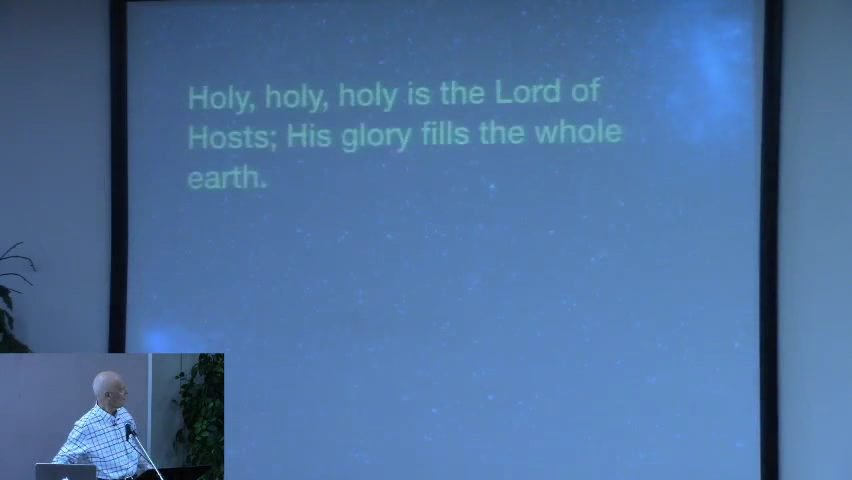 Holy, holy, holy is the Lord of
Hosts; His glory fills the whole
earth.